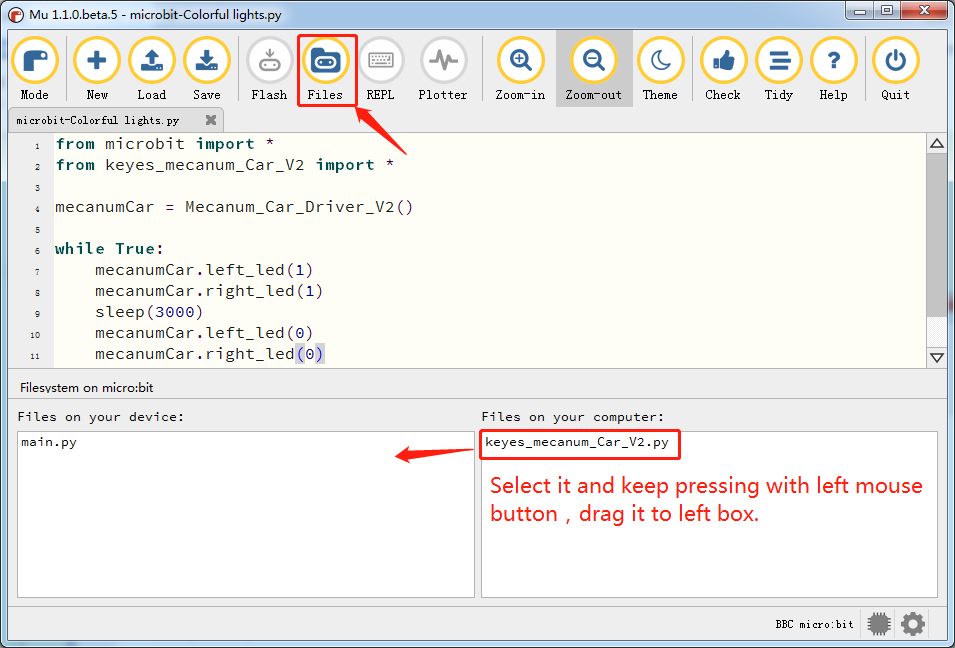 Mu 1.1.0.beta.5 - microbit-Colorful lights.py
Mode New Load Save Flash Files REPL Plotter Zoom-in Zoom-out Theme Check Tidy ? Help Quit
microbit-Colorful lights.py
1 from microbit import *
2 from keyes_mecanum_Car_V2 import *
3
4 mecanumCar = Mecanum_Car_Driver_V2()
5
6 while True:
7 mecanumCar.left_led(1)
8 mecanumCar.right_led(1)
9 sleep(3000)
10 mecanumCar.left_led(0)
11 mecanumCar.right_led(0)
Filesystem on micro:bit
Files on your device: Files on your computer:
main.py keyes_mecanum_Car_V2.py
Select it and keep pressing with left mouse
button , drag it to left box.
BBC micro:bit